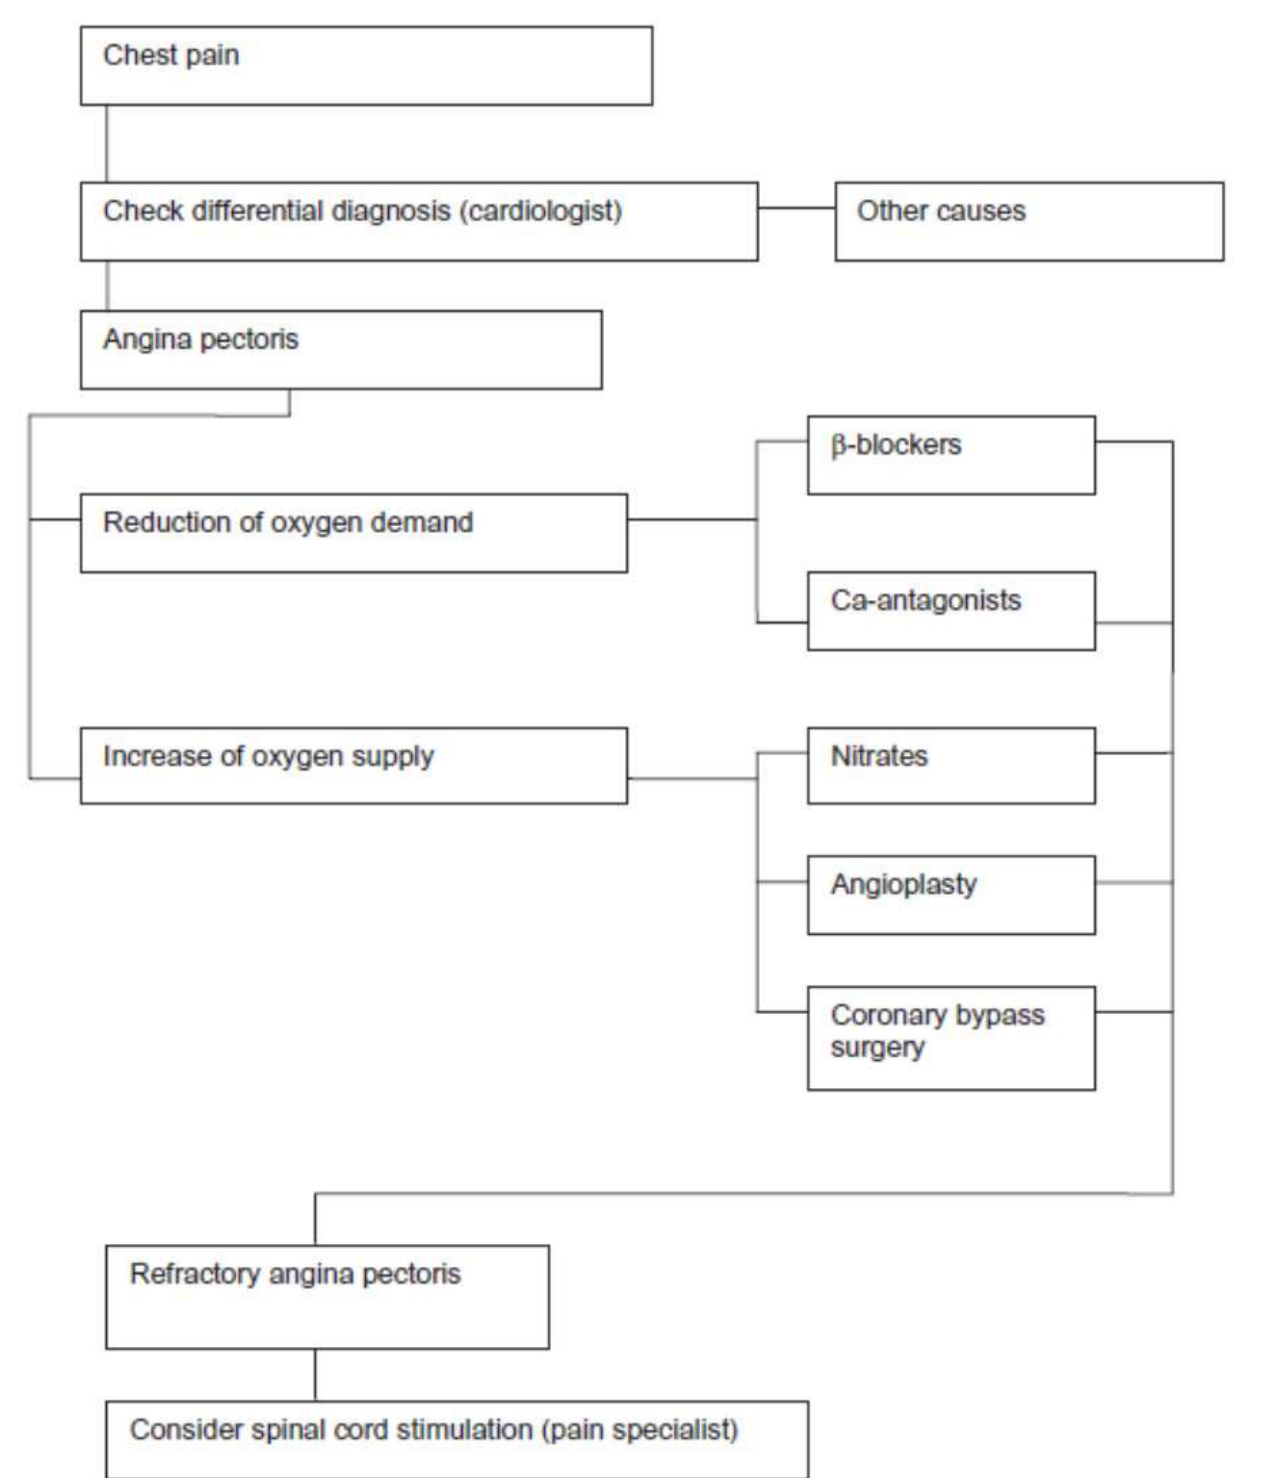 Chest pain
Check differential diagnosis (cardiologist)
Other causes
Angina pectoris
β-blockers
Reduction of oxygen demand
Ca-antagonists
Increase of oxygen supply
Nitrates
Angioplasty
Coronary bypass
surgery
Refractory angina pectoris
Consider spinal cord stimulation (pain specialist)